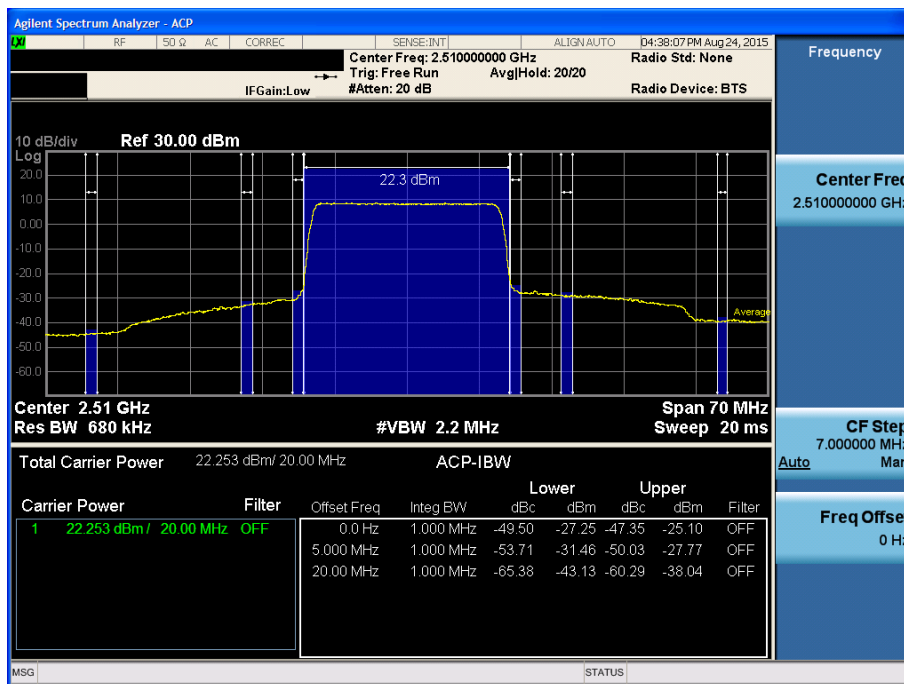 Agilent Spectrum Analyzer - ACP
LXI RF 50 Ω AC CORREC SENSE:INT ALIGN AUTO 04:38:07 PM Aug 24, 2015
Center Freq: 2.510000000 GHz Radio Std: None
Trig: Free Run Avg|Hold: 20/20
IFGain:Low #Atten: 20 dB Radio Device: BTS
10 dB/div Ref 30.00 dBm
Log
20.0
10.0
0.00
-10.0
-20.0
-30.0
-40.0
-50.0
-60.0
22.3 dBm
Average
Center 2.51 GHz Span 70 MHz
Res BW 680 kHz #VBW 2.2 MHz Sweep 20 ms
Total Carrier Power 22.253 dBm/ 20.00 MHz ACP-IBW
Lower Upper
Carrier Power Filter Offset Freq Integ BW dBc dBm dBc dBm Filter
1 22.253 dBm / 20.00 MHz OFF 0.0 Hz 1.000 MHz -49.50 -27.25 -47.35 -25.10 OFF
5.000 MHz 1.000 MHz -53.71 -31.46 -50.03 -27.77 OFF
20.00 MHz 1.000 MHz -65.38 -43.13 -60.29 -38.04 OFF
MSG STATUS
Frequency
Center Freq
2.510000000 GHz
CF Step
7.000000 MHz
Auto Man
Freq Offset
0 Hz